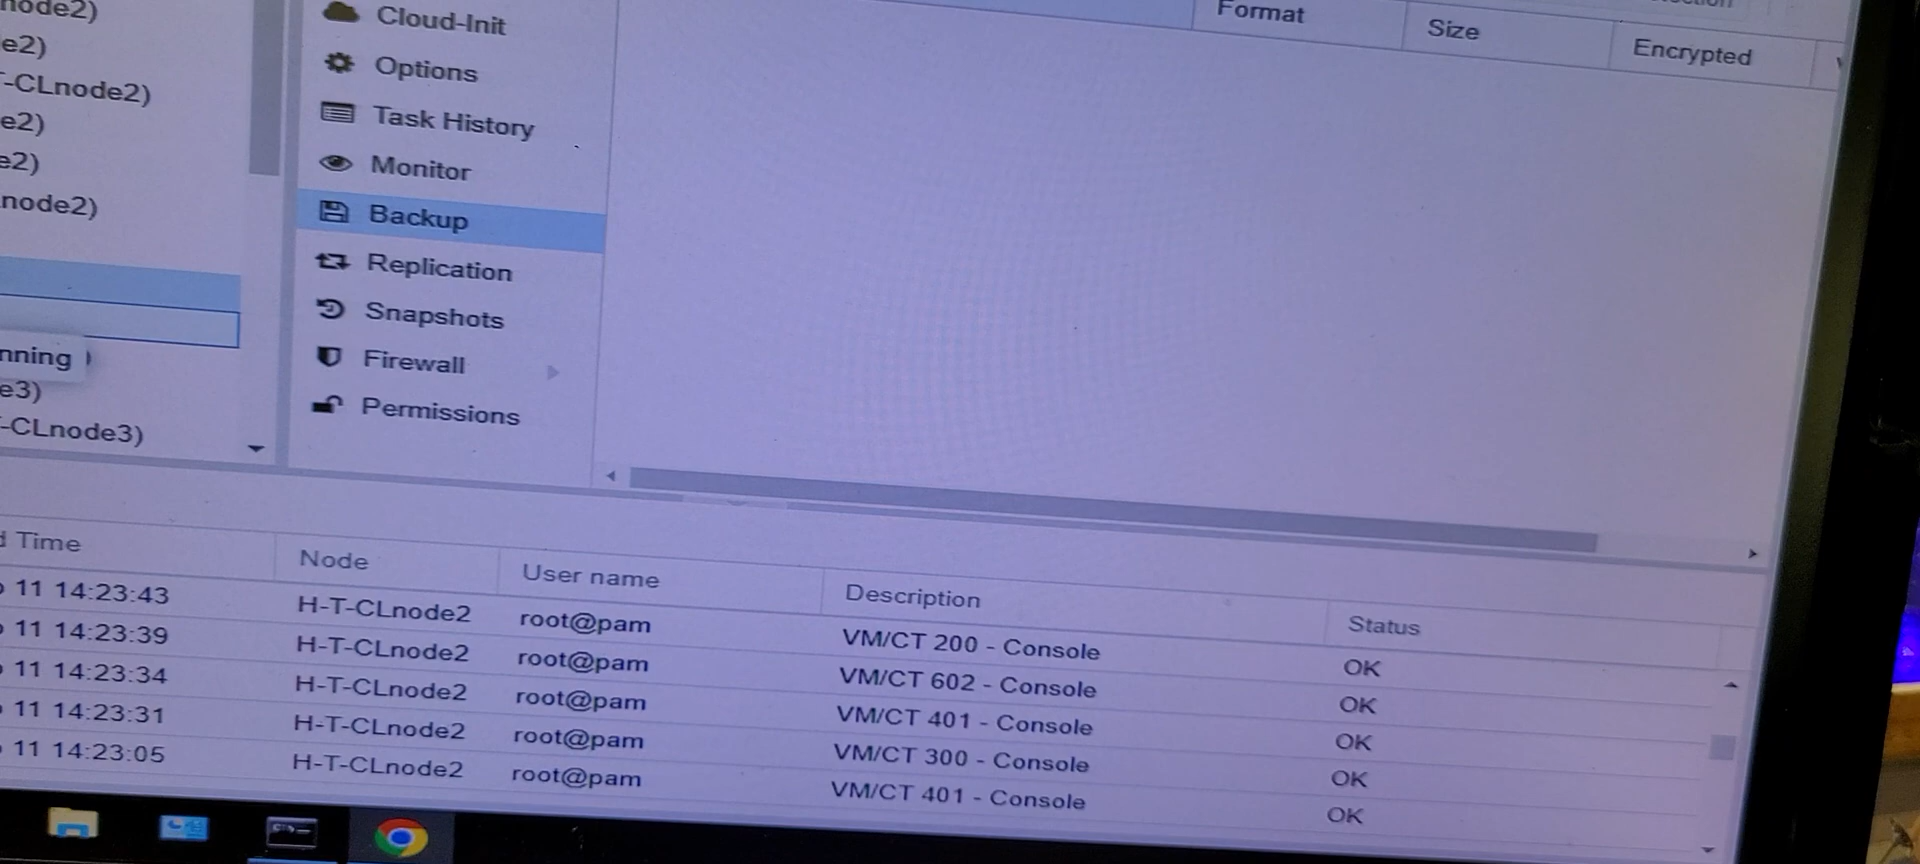 node2)
Cloud-Init
Format
Size
Encrypted
e2)
Options
-CLnode2)
Task History
e2)
Monitor
e2)
Backup
node2)
Replication
Snapshots
nning )
Firewall
e3)
Permissions
-CLnode3)
Time Node User name Description Status
11 14:23:43 H-T-CLnode2 root@pam VM/CT 200 - Console OK
11 14:23:39 H-T-CLnode2 root@pam VM/CT 602 - Console OK
11 14:23:34 H-T-CLnode2 root@pam VM/CT 401 - Console OK
11 14:23:31 H-T-CLnode2 root@pam VM/CT 300 - Console OK
11 14:23:05 H-T-CLnode2 root@pam VM/CT 401 - Console OK